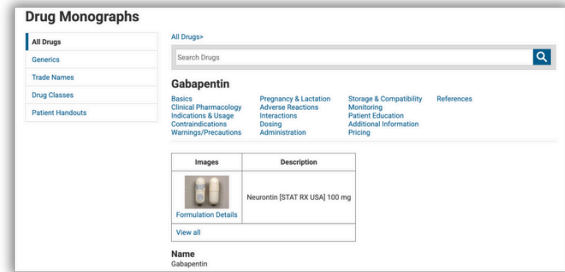 Drug Monographs
All Drugs
Generics
Trade Names
Drug Classes
Patient Handouts
All Drugs>
Search Drugs
Gabapentin
Basics
Clinical Pharmacology
Indications & Usage
Contraindications
Warnings/Precautions
Pregnancy & Lactation
Adverse Reactions
Interactions
Dosing
Administration
Storage & Compatibility
Monitoring
Patient Education
Additional Information
Pricing
References
Images Description
Neurontin [STAT RX USA] 100 mg
Formulation Details
View all
Name
Gabapentin